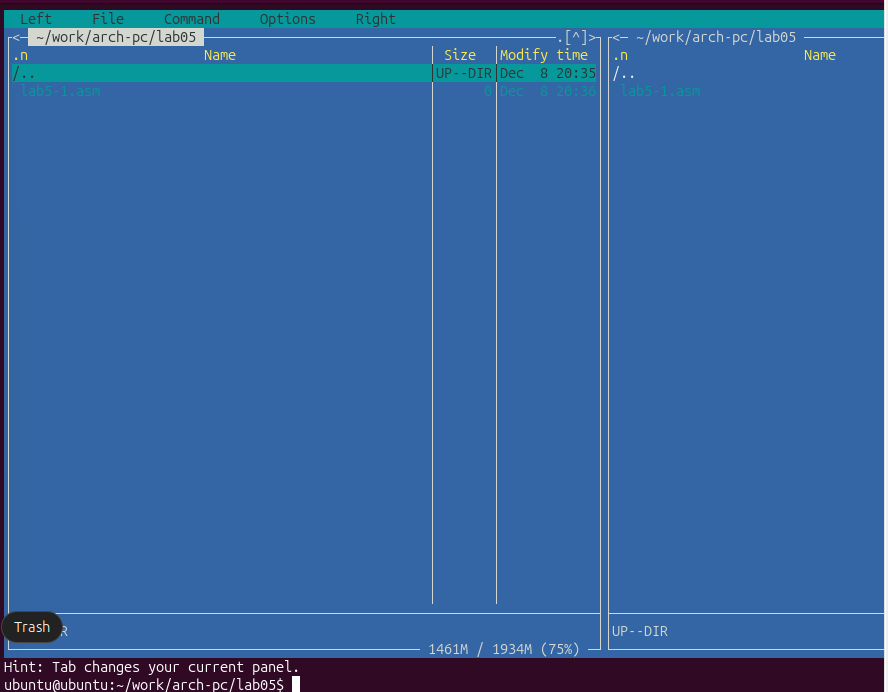 Left File Command Options Right
<─ ~/work/arch-pc/lab05 .[^]> <─ ~/work/arch-pc/lab05
.n Name Size Modify time .n Name
/.. UP--DIR Dec 8 20:35 /..
lab5-1.asm 0 Dec 8 20:36 lab5-1.asm
Trash R UP--DIR
1461M / 1934M (75%)
Hint: Tab changes your current panel.
ubuntu@ubuntu:~/work/arch-pc/lab05$